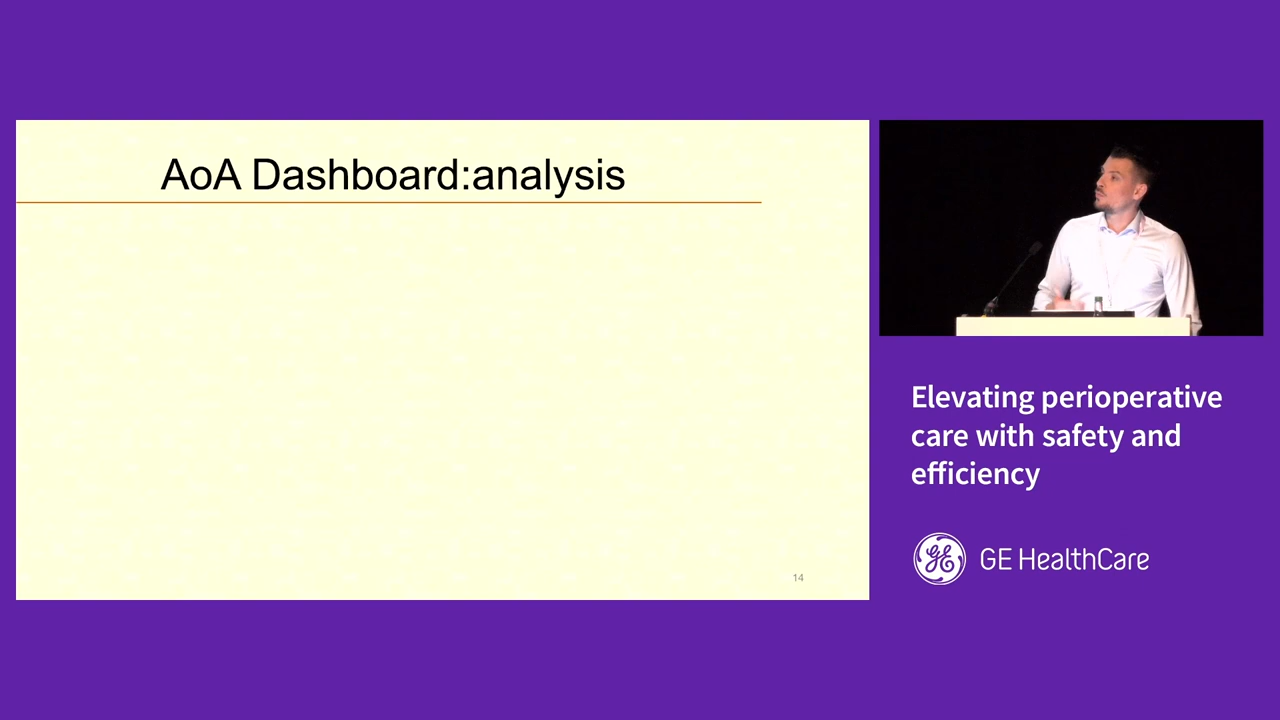 AoA Dashboard:analysis
14
Elevating perioperative
care with safety and
efficiency
GE HealthCare